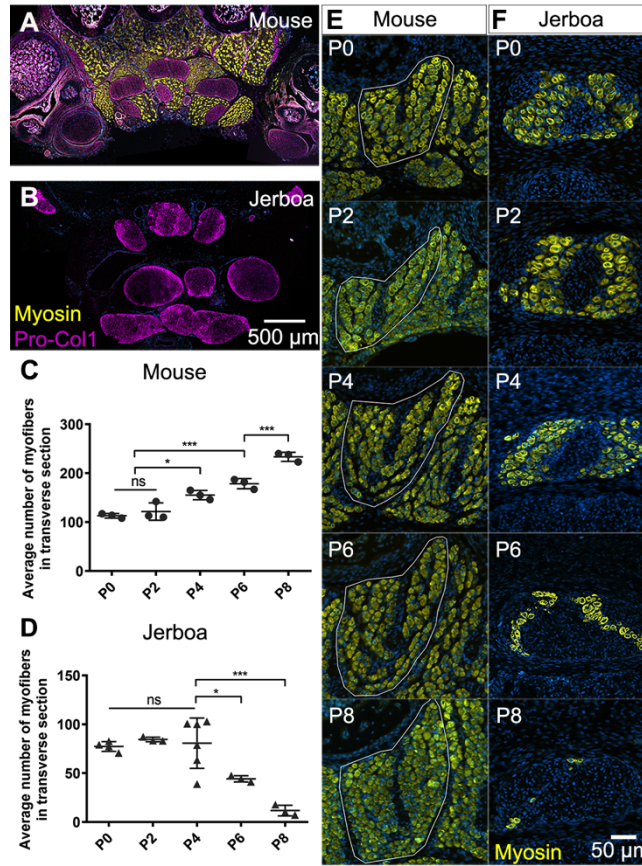 A
Mouse
B
Jerboa
Myosin
Pro-Col1
500 µm
C
Mouse
Average number of myofibers
in transverse section
300
200
100
0
ns
*
***
***
P0
P2
P4
P6
P8
D
Jerboa
Average number of myofibers
in transverse section
100
75
50
25
0
ns
*
***
P0
P2
P4
P6
P8
E
Mouse
P0
P2
P4
P6
P8
F
Jerboa
P0
P2
P4
P6
P8
Myosin
50 µm